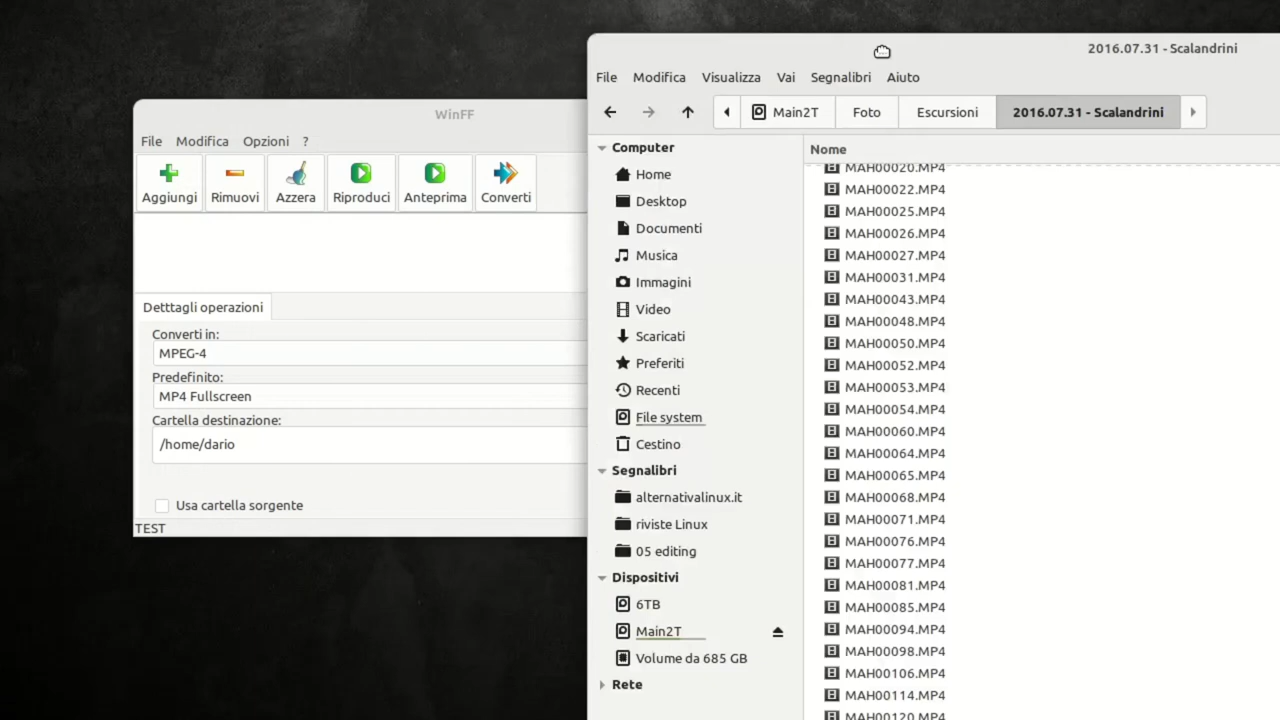 WinFF
File Modifica Opzioni ?
Aggiungi Rimuovi Azzera Riproduci Anteprima Converti
Detttagli operazioni
Converti in:
MPEG-4
Predefinito:
MP4 Fullscreen
Cartella destinazione:
/home/dario
Usa cartella sorgente
TEST
2016.07.31 - Scalandrini
File Modifica Visualizza Vai Segnalibri Aiuto
Main2T Foto Escursioni 2016.07.31 - Scalandrini
Computer
Home
Desktop
Documenti
Musica
Immagini
Video
Scaricati
Preferiti
Recenti
File system
Cestino
Segnalibri
alternativalinux.it
riviste Linux
05 editing
Dispositivi
6TB
Main2T
Volume da 685 GB
Rete
Nome
MAH00020.MP4
MAH00022.MP4
MAH00025.MP4
MAH00026.MP4
MAH00027.MP4
MAH00031.MP4
MAH00043.MP4
MAH00048.MP4
MAH00050.MP4
MAH00052.MP4
MAH00053.MP4
MAH00054.MP4
MAH00060.MP4
MAH00064.MP4
MAH00065.MP4
MAH00068.MP4
MAH00071.MP4
MAH00076.MP4
MAH00077.MP4
MAH00081.MP4
MAH00085.MP4
MAH00094.MP4
MAH00098.MP4
MAH00106.MP4
MAH00114.MP4
MAH00120.MP4